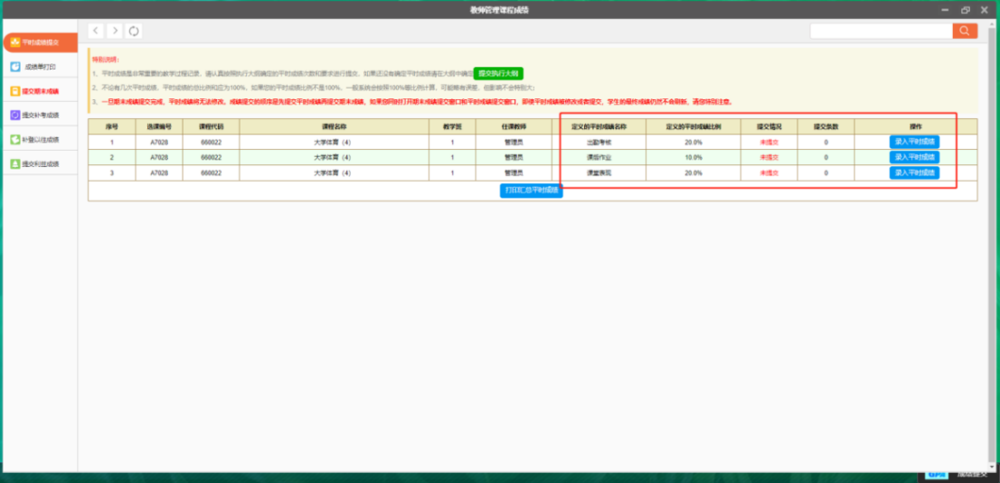 教师管理课程成绩
平时成绩提交
成绩单打印
提交期末成绩
提交补考成绩
补登以往成绩
特别说明：
1、平时成绩是非常重要的教学过程记录，请认真按照执行大纲确定的平时成绩次数和要求进行提交，如果还没有确定平时成绩请在大纲中确定 提交执行大纲
2、不论有几次平时成绩，平时成绩的总比例和应为100%，如果您的平时成绩比例不是100%，一般系统会按照100%等比例计算，可能略有误差，但影响不会特别大；
3、一旦期末成绩提交完成，平时成绩将无法修改，成绩提交的顺序是先提交平时成绩再提交期末成绩，如果您同时打开期末成绩提交窗口和平时成绩提交窗口，即使平时成绩被修改或者提交，学生的最终成绩仍然不会刷新，请您特别注意。
序号 选课编号 课程代码 课程名称 教学班 任课教师 定义的平时成绩名称 定义的平时成绩比例 提交情况 提交条数 操作
1 A7028 660022 大学体育（4） 1 管理员 出勤考核 20.0% 未提交 0 录入平时成绩
2 A7028 660022 大学体育（4） 1 管理员 课后作业 10.0% 未提交 0 录入平时成绩
3 A7028 660022 大学体育（4） 1 管理员 课堂表现 20.0% 未提交 0 录入平时成绩
打印汇总平时成绩
成绩提交